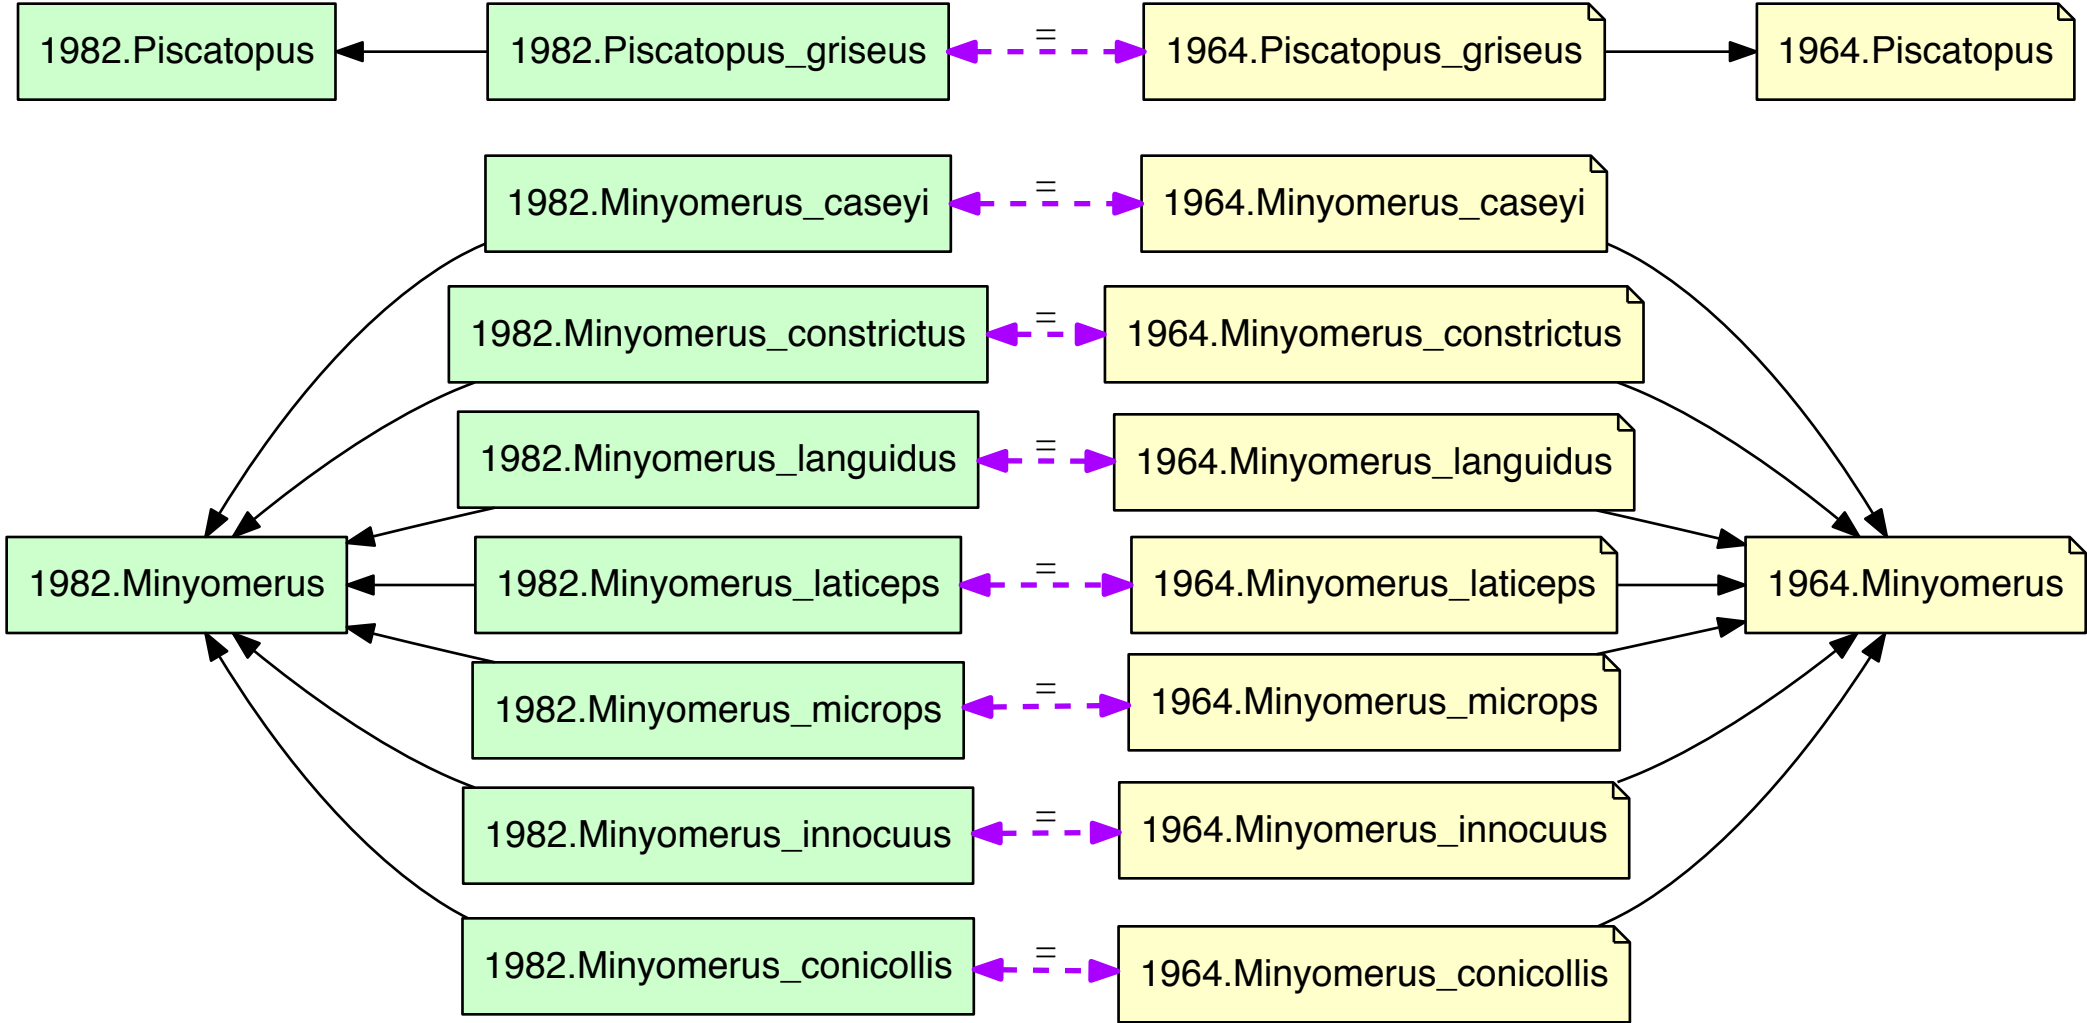 1982.Piscatopus
1982.Piscatopus_griseus
=
1964.Piscatopus_griseus
1964.Piscatopus
1982.Minyomerus_caseyi
=
1964.Minyomerus_caseyi
1982.Minyomerus_constrictus
=
1964.Minyomerus_constrictus
1982.Minyomerus_languidus
=
1964.Minyomerus_languidus
1982.Minyomerus
1982.Minyomerus_laticeps
=
1964.Minyomerus_laticeps
1964.Minyomerus
1982.Minyomerus_microps
=
1964.Minyomerus_microps
1982.Minyomerus_innocuus
=
1964.Minyomerus_innocuus
1982.Minyomerus_conicollis
=
1964.Minyomerus_conicollis